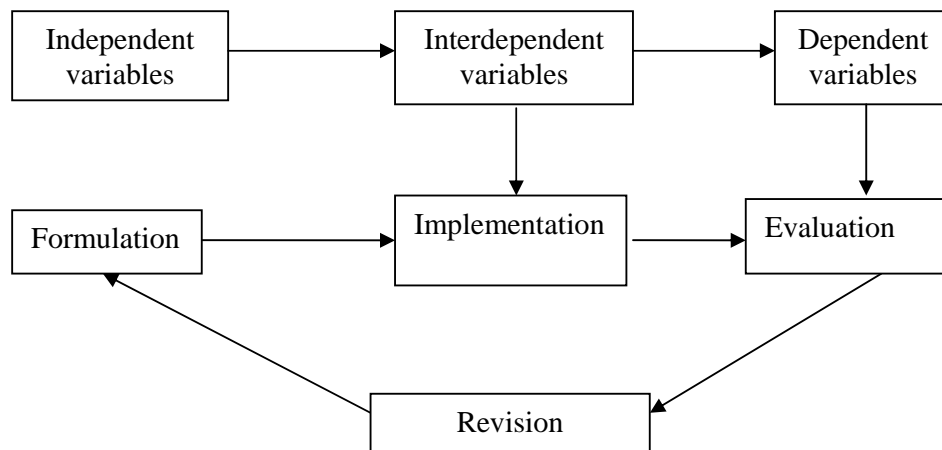 Independent
variables
Interdependent
variables
Dependent
variables
Formulation
Implementation
Evaluation
Revision